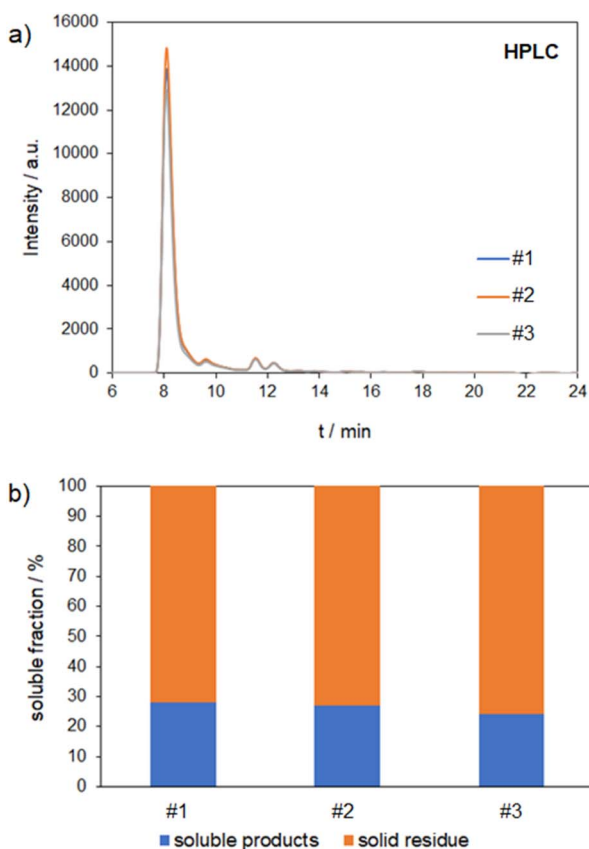 a)
HPLC
16000
14000
12000
10000
8000
6000
4000
2000
0
Intensity / a.u.
#1
#2
#3
6 8 10 12 14 16 18 20 22 24
t / min
b)
100
90
80
70
60
50
40
30
20
10
0
soluble fraction / %
#1 #2 #3
soluble products solid residue